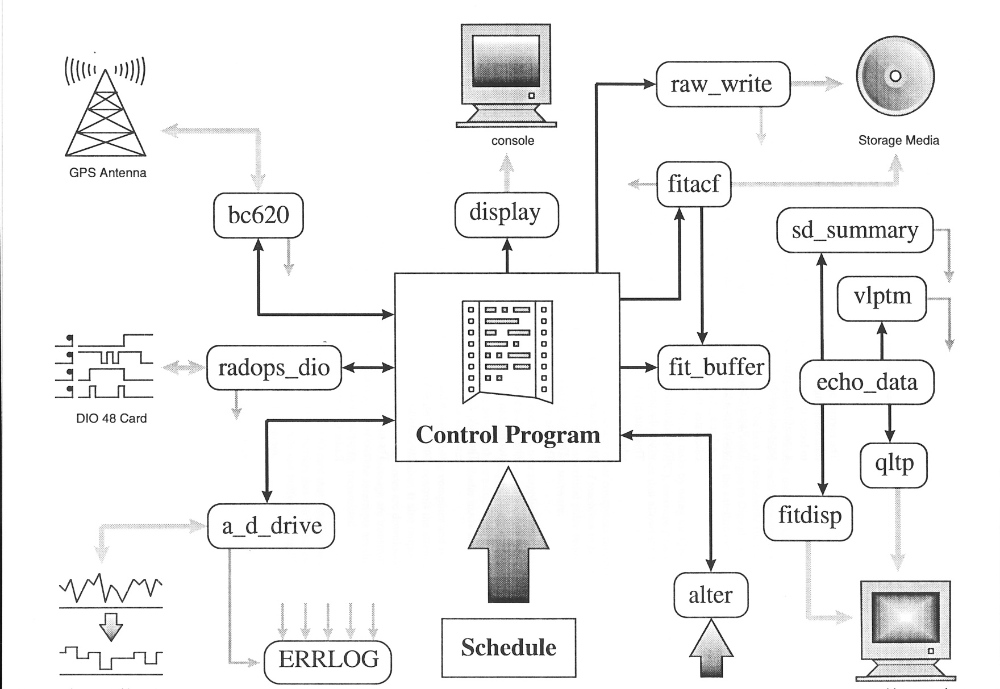 raw_write
console
Storage Media
GPS Antenna
fitacf
bc620
display
sd_summary
vlptm
radops_dio
fit_buffer
echo_data
DIO 48 Card
Control Program
qltp
fitdisp
a_d_drive
alter
Schedule
ERRLOG